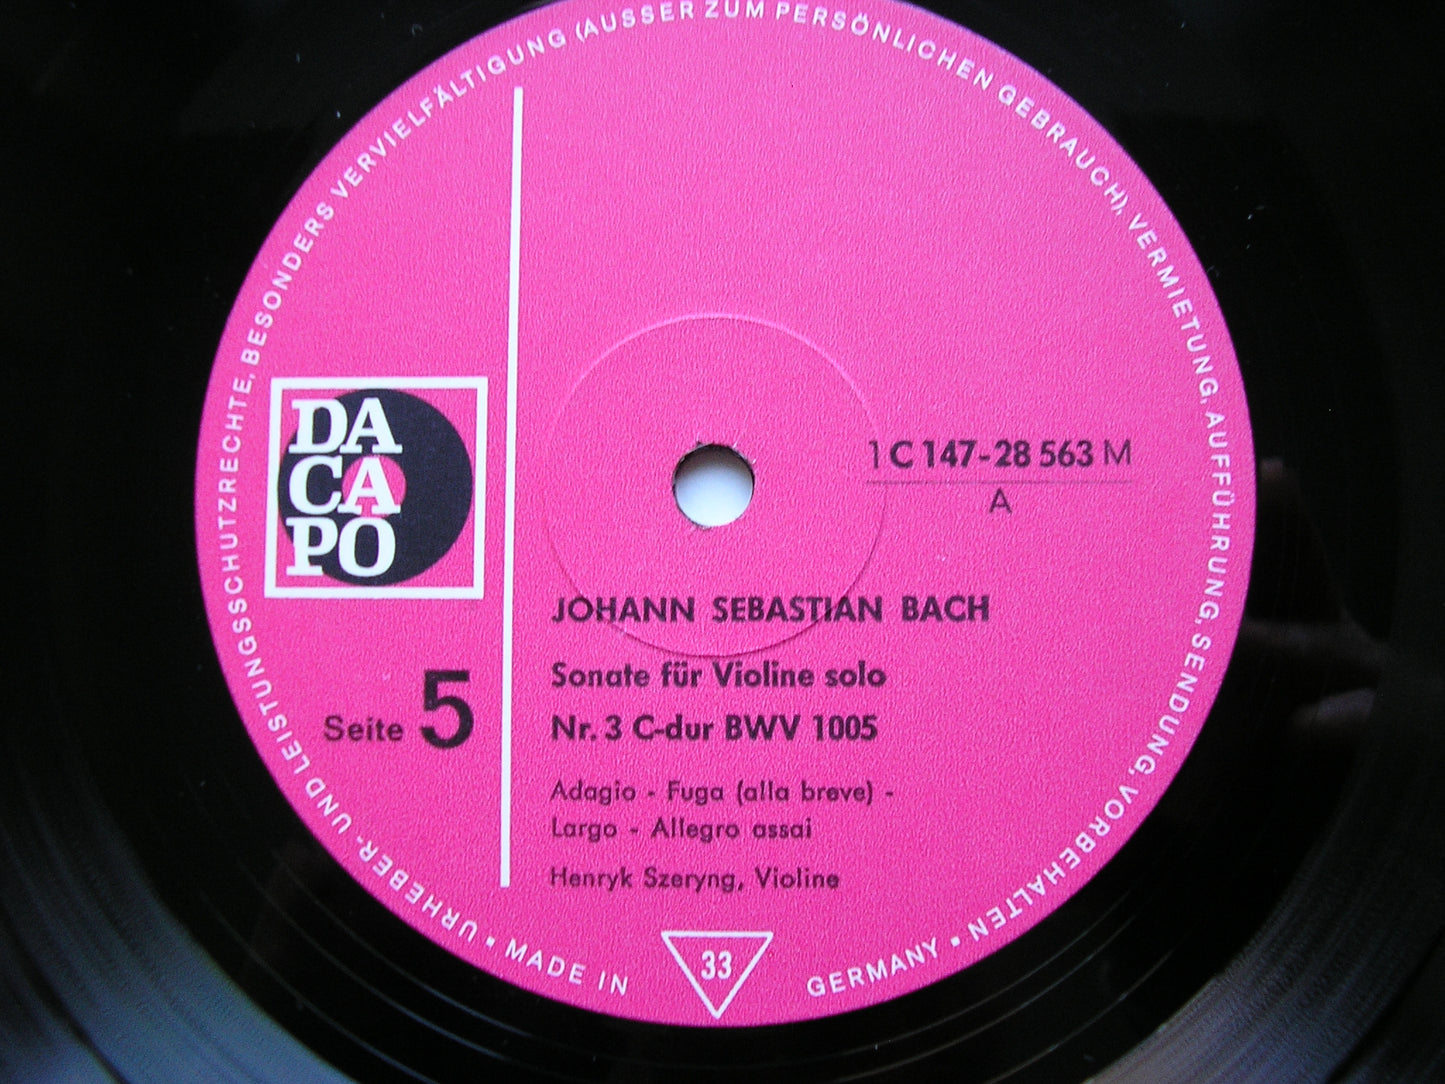 URHEBER- UND LEISTUNGSSCHUTZRECHTE, BESONDERS VERVIELFÄLTIGUNG (AUSSER ZUM PERSÖNLICHEN GEBRAUCH), VERMIETUNG, AUFFÜHRUNG, SENDUNG, VORBEHALTEN
DA
CA
PO
1 C 147-28 563 M
A
Seite 5
JOHANN SEBASTIAN BACH
Sonate für Violine solo
Nr. 3 C-dur BWV 1005
Adagio - Fuga (alla breve) -
Largo - Allegro assai
Henryk Szeryng, Violine
▪ MADE IN
33
GERMANY ▪